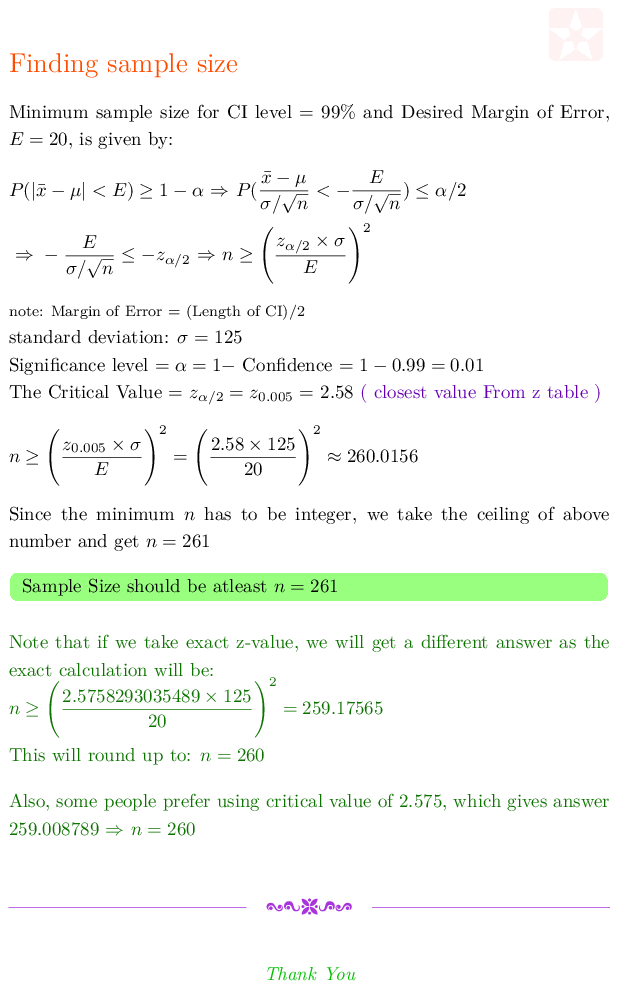 Finding sample size
Minimum sample size for CI level = 99% and Desired Margin of Error,
E = 20, is given by:
P(|x̄ − μ| < E) ≥ 1 − α ⇒ P( (x̄ − μ)/(σ/√n) < − E/(σ/√n) ) ≤ α/2
⇒ − E/(σ/√n) ≤ −z_{α/2} ⇒ n ≥ ( (z_{α/2} × σ)/E )²
note: Margin of Error = (Length of CI)/2
standard deviation: σ = 125
Significance level = α = 1− Confidence = 1 − 0.99 = 0.01
The Critical Value = z_{α/2} = z_{0.005} = 2.58 ( closest value From z table )
n ≥ ( (z_{0.005} × σ)/E )² = ( (2.58 × 125)/20 )² ≈ 260.0156
Since the minimum n has to be integer, we take the ceiling of above
number and get n = 261
Sample Size should be atleast n = 261
Note that if we take exact z-value, we will get a different answer as the
exact calculation will be:
n ≥ ( (2.5758293035489 × 125)/20 )² = 259.17565
This will round up to: n = 260
Also, some people prefer using critical value of 2.575, which gives answer
259.008789 ⇒ n = 260
Thank You